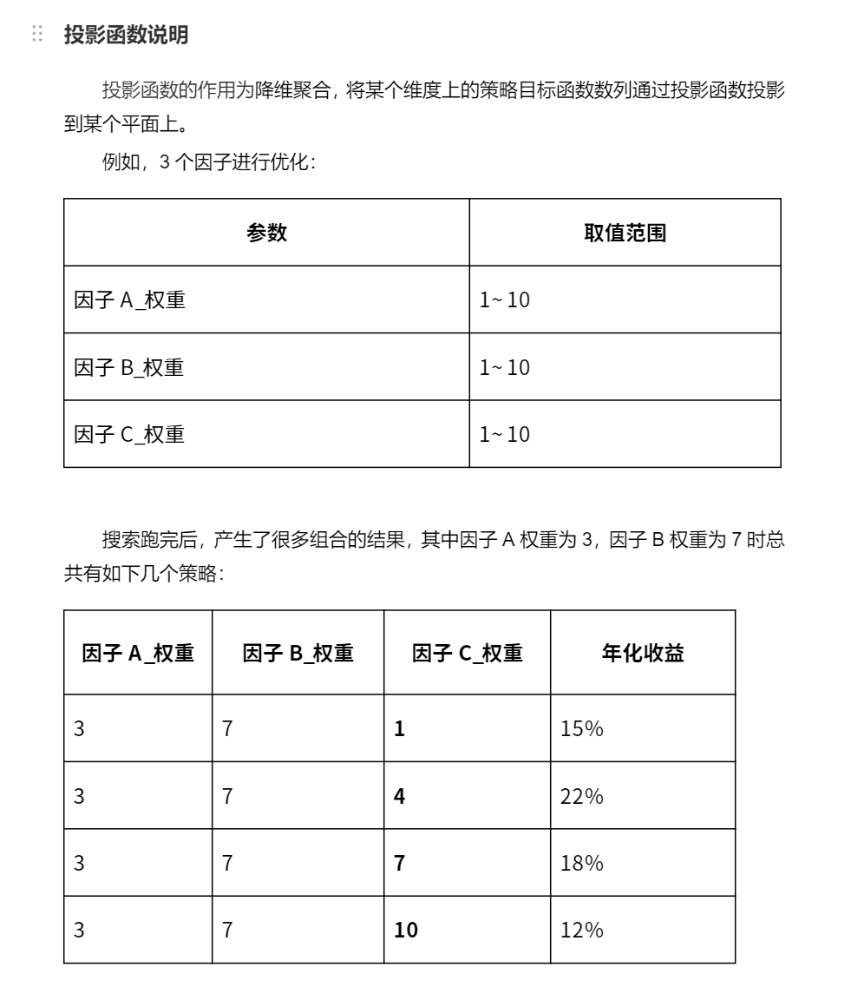 投影函数说明
投影函数的作用为降维聚合，将某个维度上的策略目标函数数列通过投影函数投影
到某个平面上。
例如，3 个因子进行优化：
参数 取值范围
因子 A_权重 1~10
因子 B_权重 1~10
因子 C_权重 1~10
搜索跑完后，产生了很多组合的结果，其中因子 A 权重为 3，因子 B 权重为 7 时总
共有如下几个策略：
因子 A_权重 因子 B_权重 因子 C_权重 年化收益
3 7 1 15%
3 7 4 22%
3 7 7 18%
3 7 10 12%